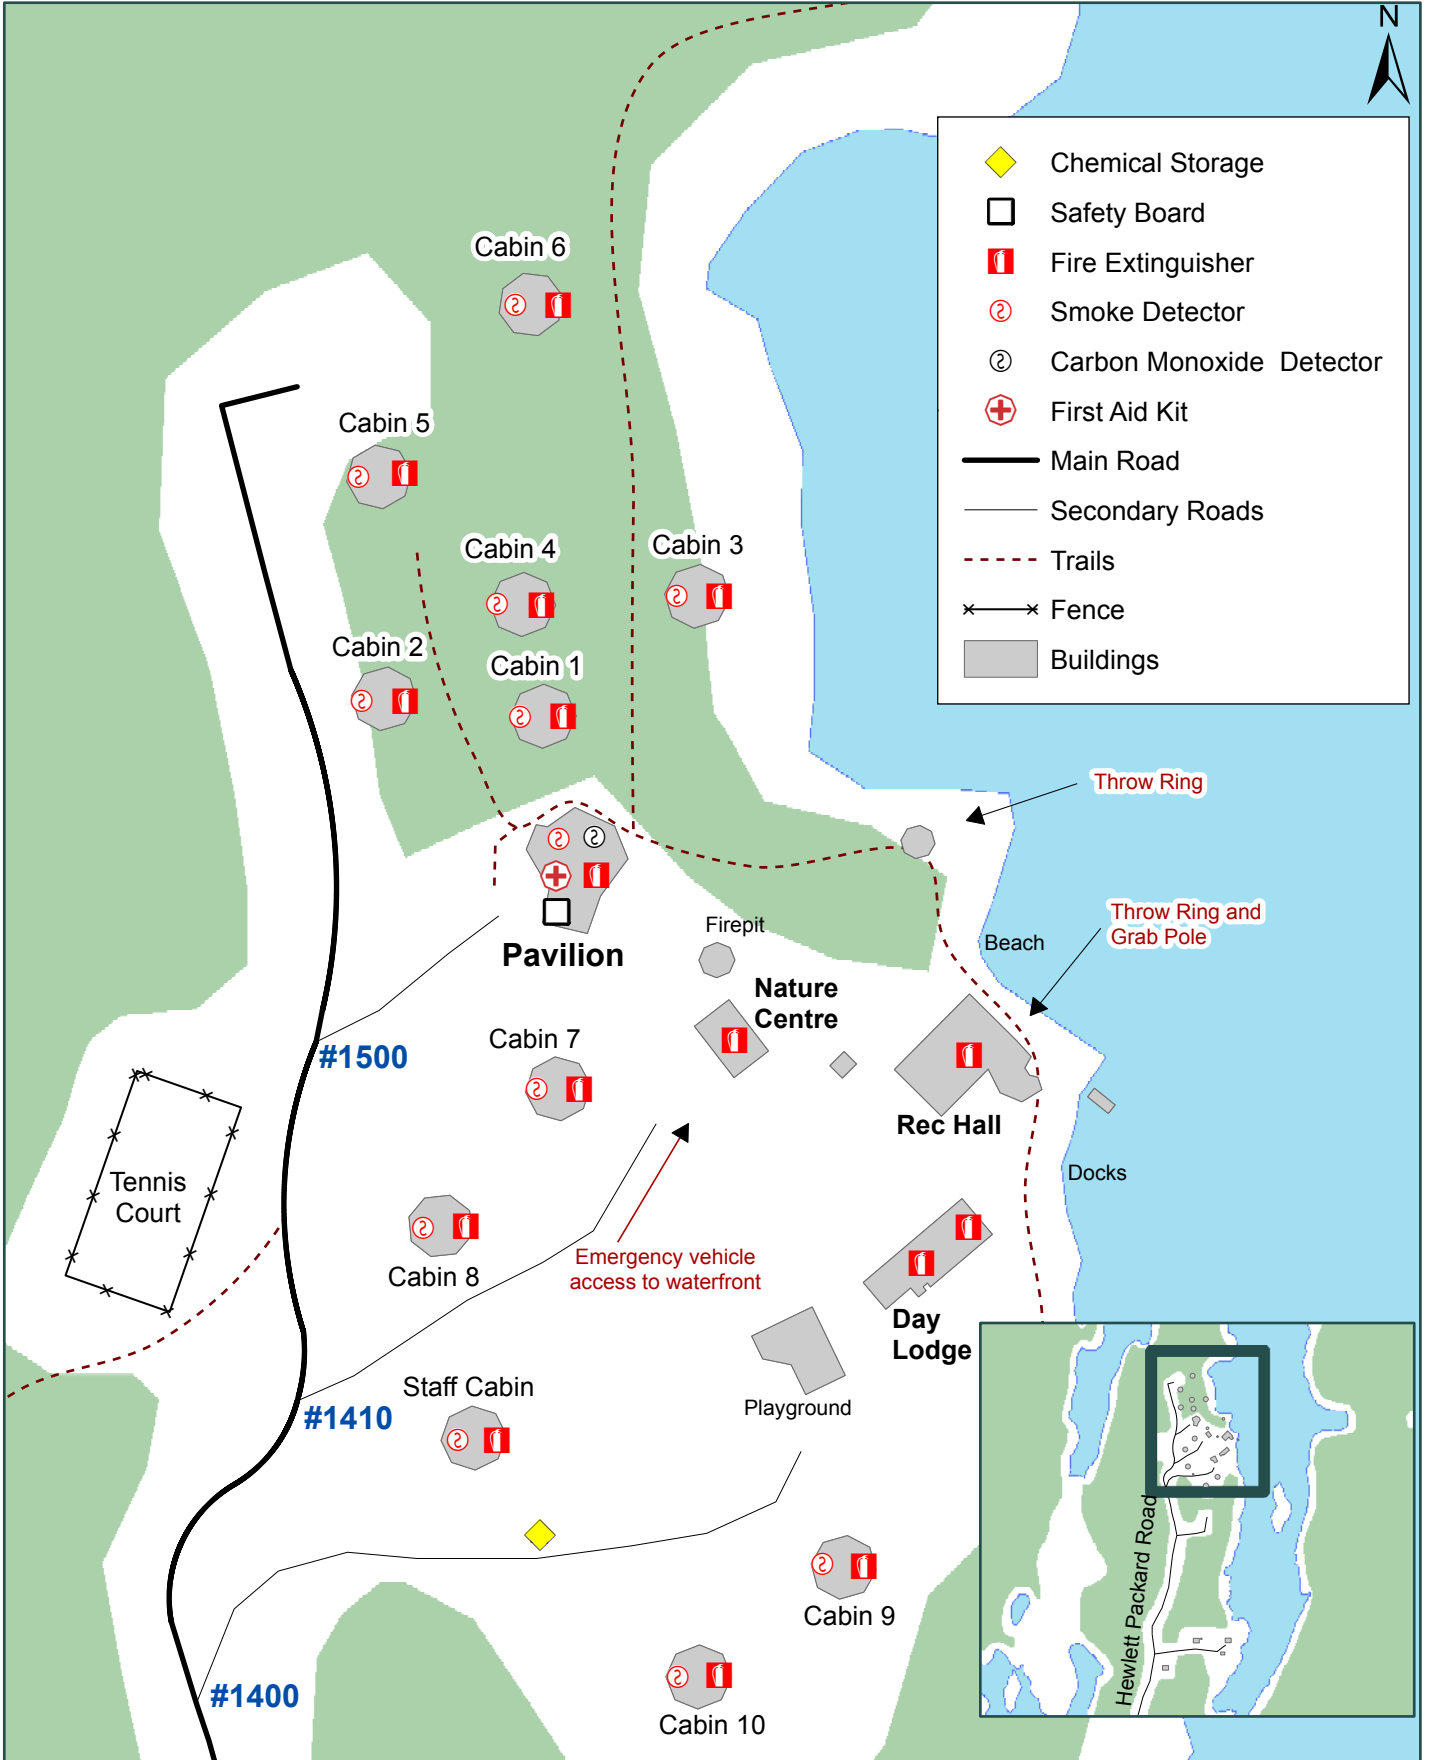 N
Chemical Storage
Safety Board
Fire Extinguisher
Smoke Detector
Carbon Monoxide Detector
First Aid Kit
Main Road
Secondary Roads
Trails
Fence
Buildings
Cabin 6
Cabin 5
Cabin 4
Cabin 3
Cabin 2
Cabin 1
Throw Ring
Throw Ring and
Grab Pole
Beach
Firepit
Pavilion
Nature
Centre
Cabin 7
#1500
Rec Hall
Tennis
Court
Docks
Emergency vehicle
access to waterfront
Cabin 8
Day
Lodge
Staff Cabin
#1410
Playground
Cabin 9
#1400
Cabin 10
Hewlett Packard Road